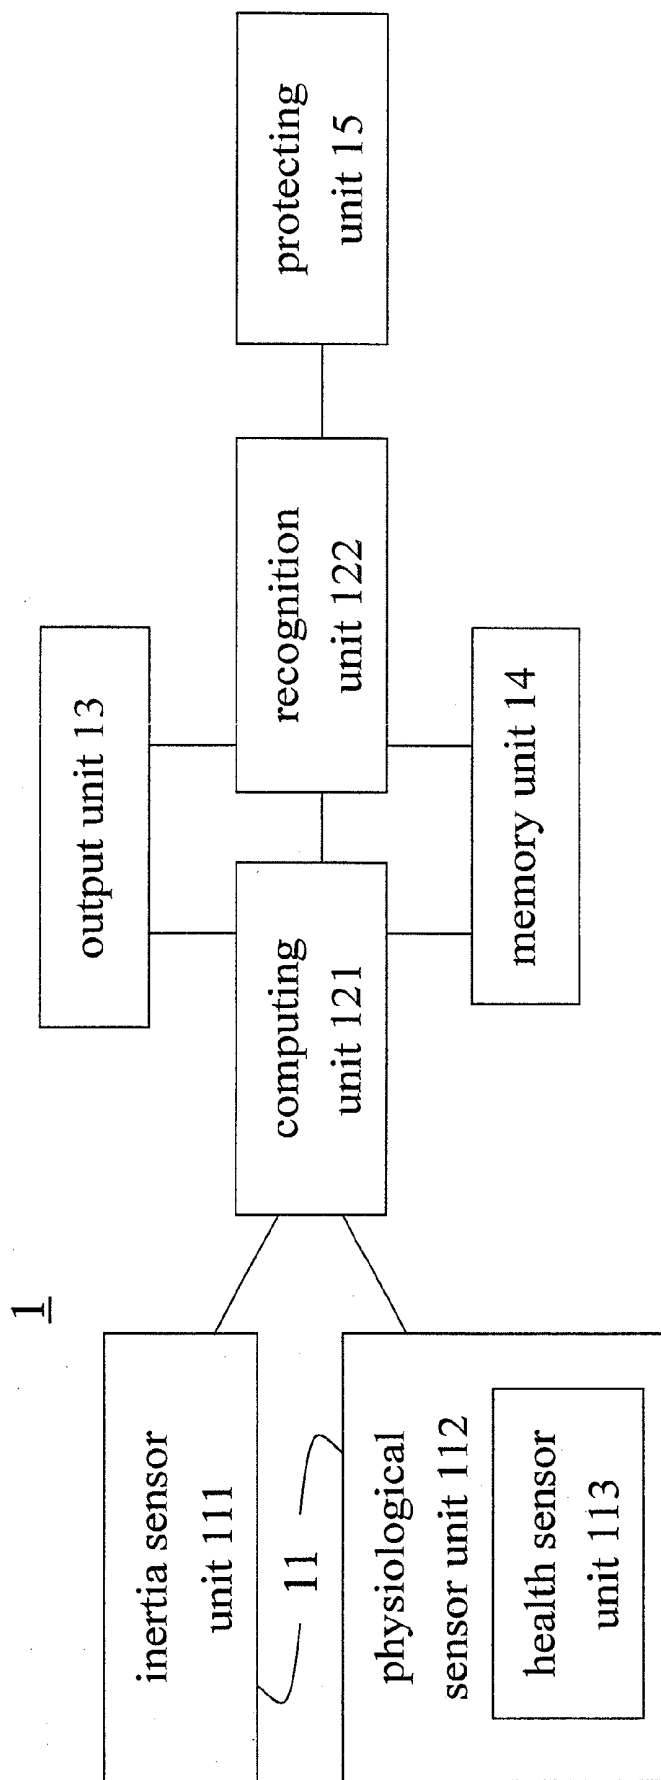 1
inertia sensor
unit 111
11
physiological
sensor unit 112
health sensor
unit 113
computing
unit 121
output unit 13
memory unit 14
recognition
unit 122
protecting
unit 15